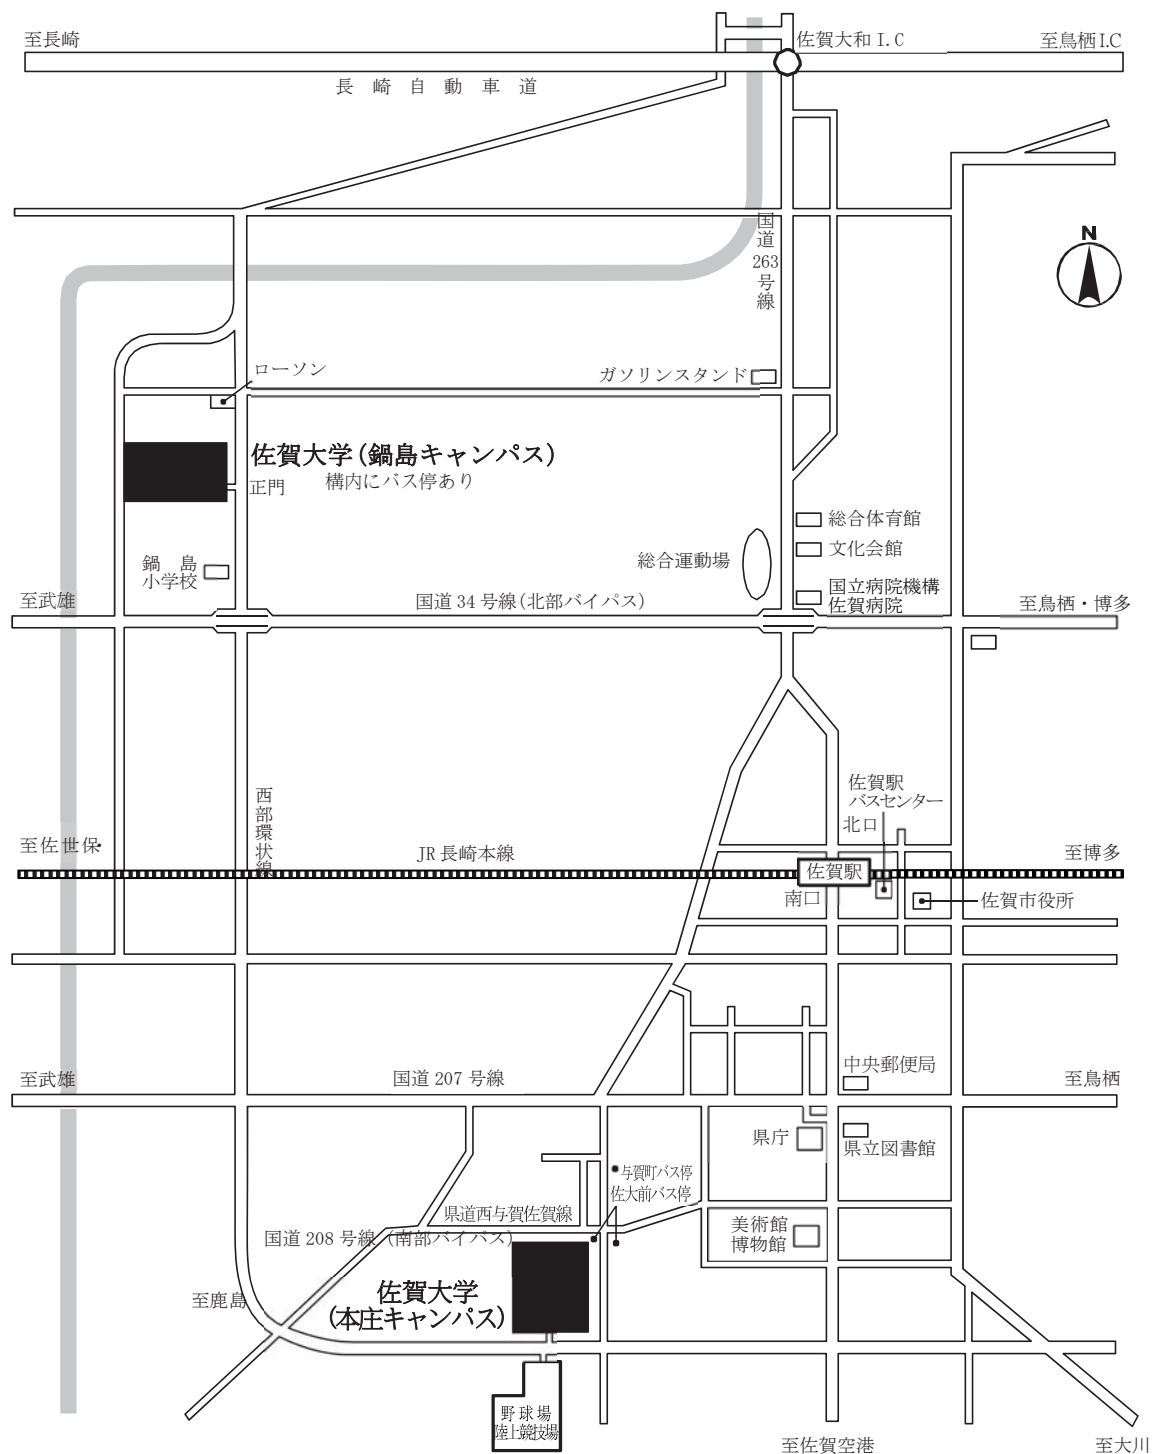 至長崎
佐賀大和 I.C
至鳥栖I.C
長崎自動車道
N
国道263号線
ローソン
ガソリンスタンド
佐賀大学(鍋島キャンパス)
正門
構内にバス停あり
総合体育館
文化会館
総合運動場
鍋島
小学校
国立病院機構
佐賀病院
至武雄
国道 34 号線(北部バイパス)
至鳥栖・博多
西部環状線
佐賀駅
バスセンター
北口
至佐世保
JR 長崎本線
佐賀駅
至博多
南口
佐賀市役所
中央郵便局
至武雄
国道 207 号線
至鳥栖
県庁
県立図書館
与賀町バス停
佐大前バス停
県道西与賀佐賀線
国道 208 号線(南部バイパス)
美術館
博物館
佐賀大学
(本庄キャンパス)
至鹿島
野球場
陸上競技場
至佐賀空港
至大川